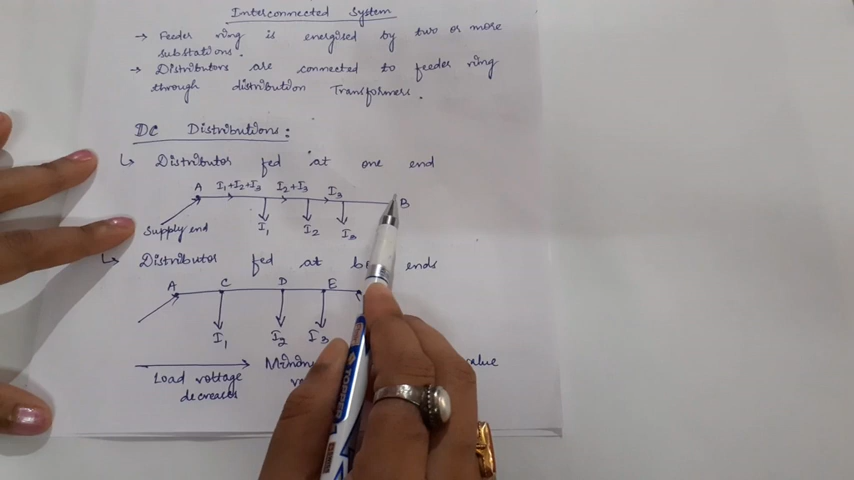 Interconnected System
→ Feeder ring is energised by two or more
substations.
→ Distributors are connected to feeder ring
through distribution Transformers.
DC Distributions:
↳ Distributor fed at one end
A I₁+I₂+I₃ I₂+I₃ I₃ B
Supply end I₁ I₂ I₃
↳ Distributor fed at ends
A C D E
I₁ I₂ I₃
Load voltage value
decreases
TOPPER